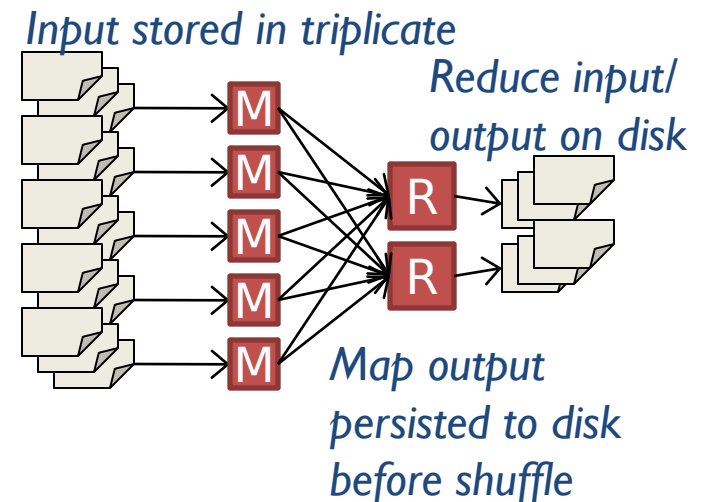 Input stored in triplicate
Reduce input/
output on disk
M
M
M
M
M
R
R
Map output
persisted to disk
before shuffle